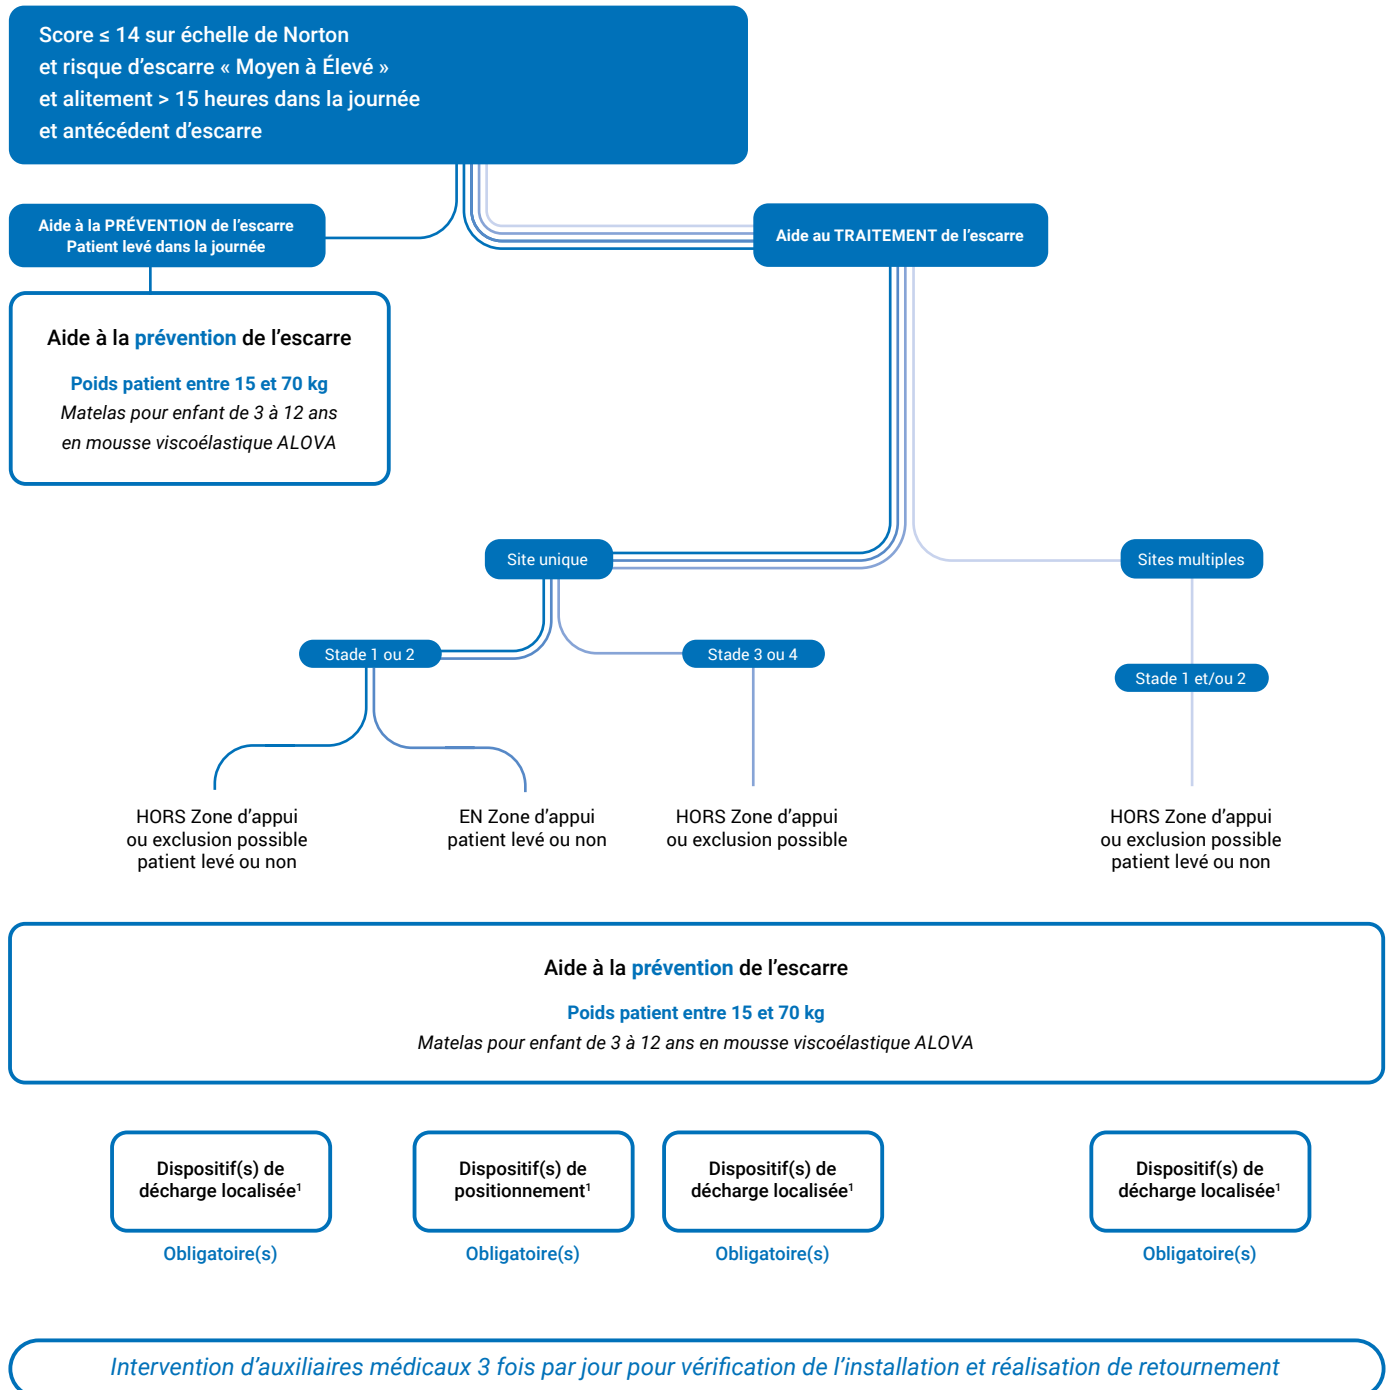 Score ≤ 14 sur échelle de Norton
et risque d'escarre « Moyen à Élevé »
et alitement > 15 heures dans la journée
et antécédent d'escarre
Aide à la PRÉVENTION de l'escarre
Patient levé dans la journée
Aide au TRAITEMENT de l'escarre
Aide à la prévention de l'escarre
Poids patient entre 15 et 70 kg
Matelas pour enfant de 3 à 12 ans
en mousse viscoélastique ALOVA
Site unique
Sites multiples
Stade 1 ou 2
Stade 3 ou 4
Stade 1 et/ou 2
HORS Zone d'appui
ou exclusion possible
patient levé ou non
EN Zone d'appui
patient levé ou non
HORS Zone d'appui
ou exclusion possible
HORS Zone d'appui
ou exclusion possible
patient levé ou non
Aide à la prévention de l'escarre
Poids patient entre 15 et 70 kg
Matelas pour enfant de 3 à 12 ans en mousse viscoélastique ALOVA
Dispositif(s) de
décharge localisée¹
Obligatoire(s)
Dispositif(s) de
positionnement¹
Obligatoire(s)
Dispositif(s) de
décharge localisée¹
Obligatoire(s)
Dispositif(s) de
décharge localisée¹
Obligatoire(s)
Intervention d'auxiliaires médicaux 3 fois par jour pour vérification de l'installation et réalisation de retournement